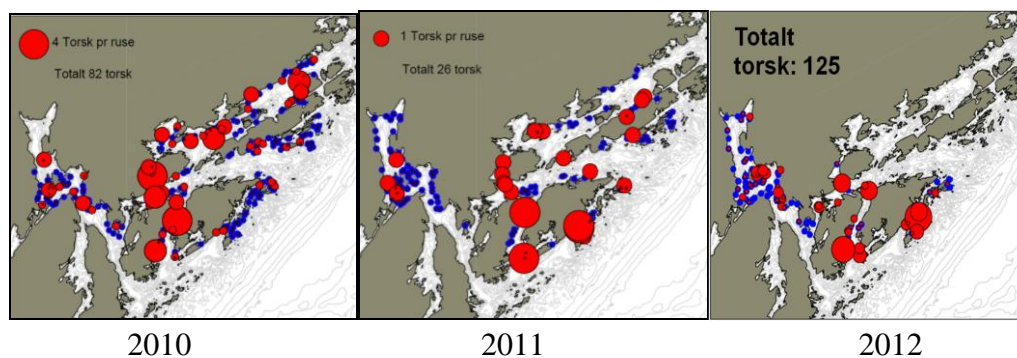 4 Torsk pr ruse
Totalt 82 torsk
1 Torsk pr ruse
Totalt 26 torsk
Totalt
torsk: 125
2010
2011
2012